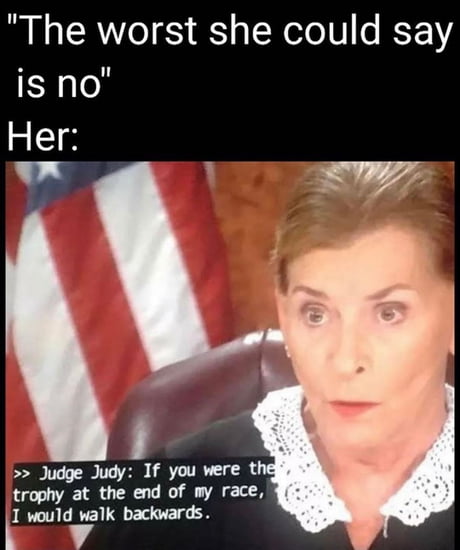 "The worst she could say
is no"
Her:
>> Judge Judy: If you were the
trophy at the end of my race,
I would walk backwards.